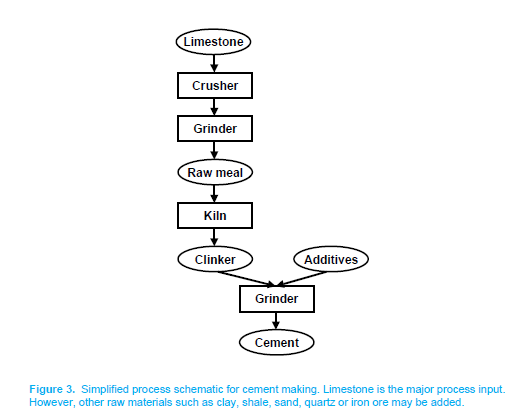 Limestone
Crusher
Grinder
Raw meal
Kiln
Clinker
Additives
Grinder
Cement
Figure 3. Simplified process schematic for cement making. Limestone is the major process input.
However, other raw materials such as clay, shale, sand, quartz or iron ore may be added.